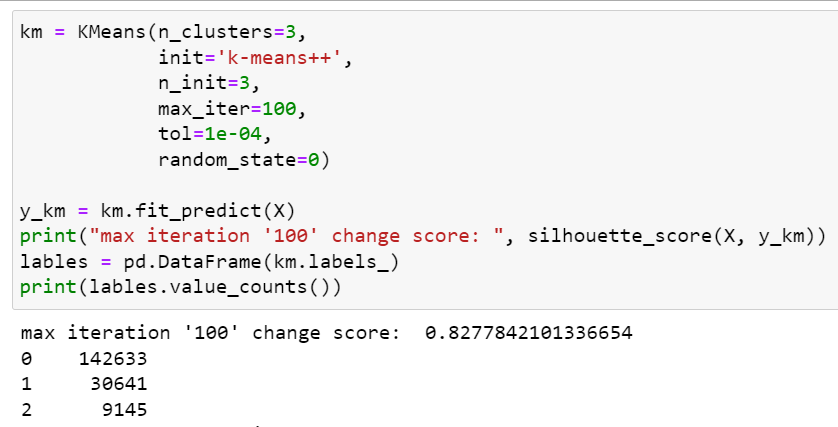 km = KMeans(n_clusters=3,
            init='k-means++',
            n_init=3,
            max_iter=100,
            tol=1e-04,
            random_state=0)
y_km = km.fit_predict(X)
print("max iteration '100' change score: ", silhouette_score(X, y_km))
lables = pd.DataFrame(km.labels_)
print(lables.value_counts())
max iteration '100' change score:  0.8277842101336654
0    142633
1     30641
2      9145